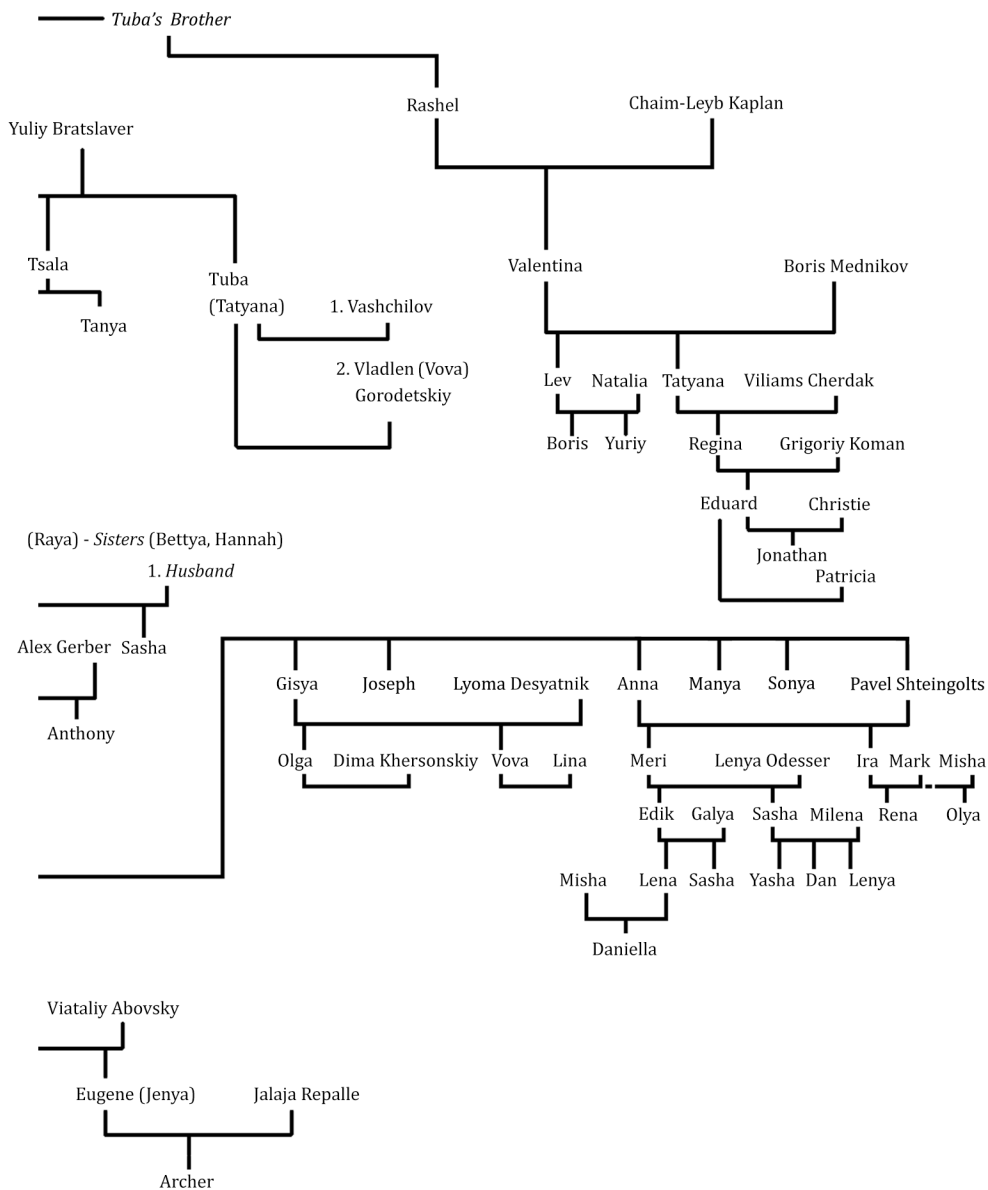 Tuba's Brother
Rashel
Chaim-Leyb Kaplan
Yuliy Bratslaver
Tsala
Tuba
(Tatyana)
1. Vashchilov
Valentina
Boris Mednikov
Tanya
2. Vladlen (Vova)
Gorodetskiy
Lev
Natalia
Tatyana
Viliams Cherdak
Boris
Yuriy
Regina
Grigoriy Koman
Eduard
Christie
Jonathan
Patricia
(Raya) - Sisters (Bettya, Hannah)
1. Husband
Alex Gerber
Sasha
Anthony
Gisya
Joseph
Lyoma Desyatnik
Anna
Manya
Sonya
Pavel Shteingolts
Olga
Dima Khersonskiy
Vova
Lina
Meri
Lenya Odesser
Ira
Mark
Misha
Edik
Galya
Sasha
Milena
Rena
Olya
Misha
Lena
Sasha
Yasha
Dan
Lenya
Daniella
Viataliy Abovsky
Eugene (Jenya)
Jalaja Repalle
Archer